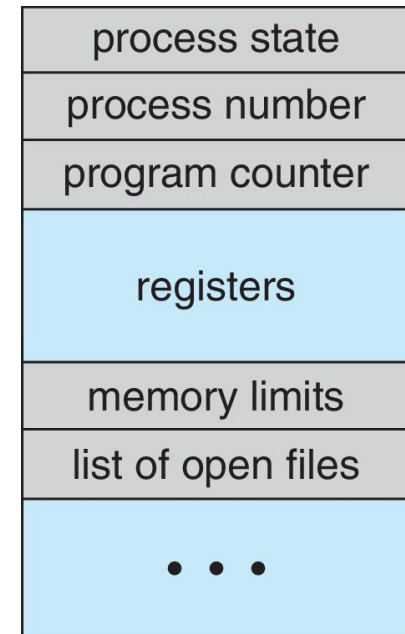 process state
process number
program counter
registers
memory limits
list of open files
• • •